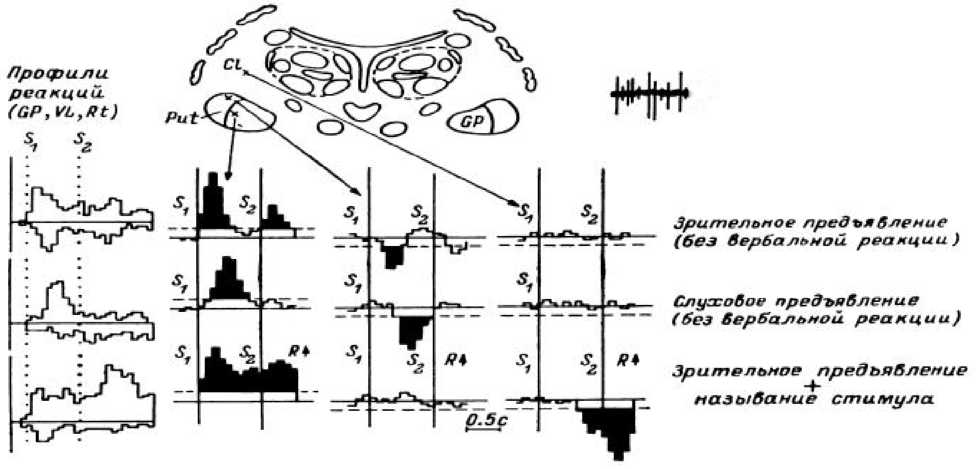 Профили
реакций
(GP, VL, Rt)
S1 S2
Cl
Put
GP
S1 S2
S1 S2
S1 S2
Зрительное предъявление
(без вербальной реакции)
S1
S1
S1
Слуховое предъявление
(без вербальной реакции)
S1 S2 R
S1 S2 R
S1 S2 R
Зрительное предъявление
+
называние стимула
0.5с